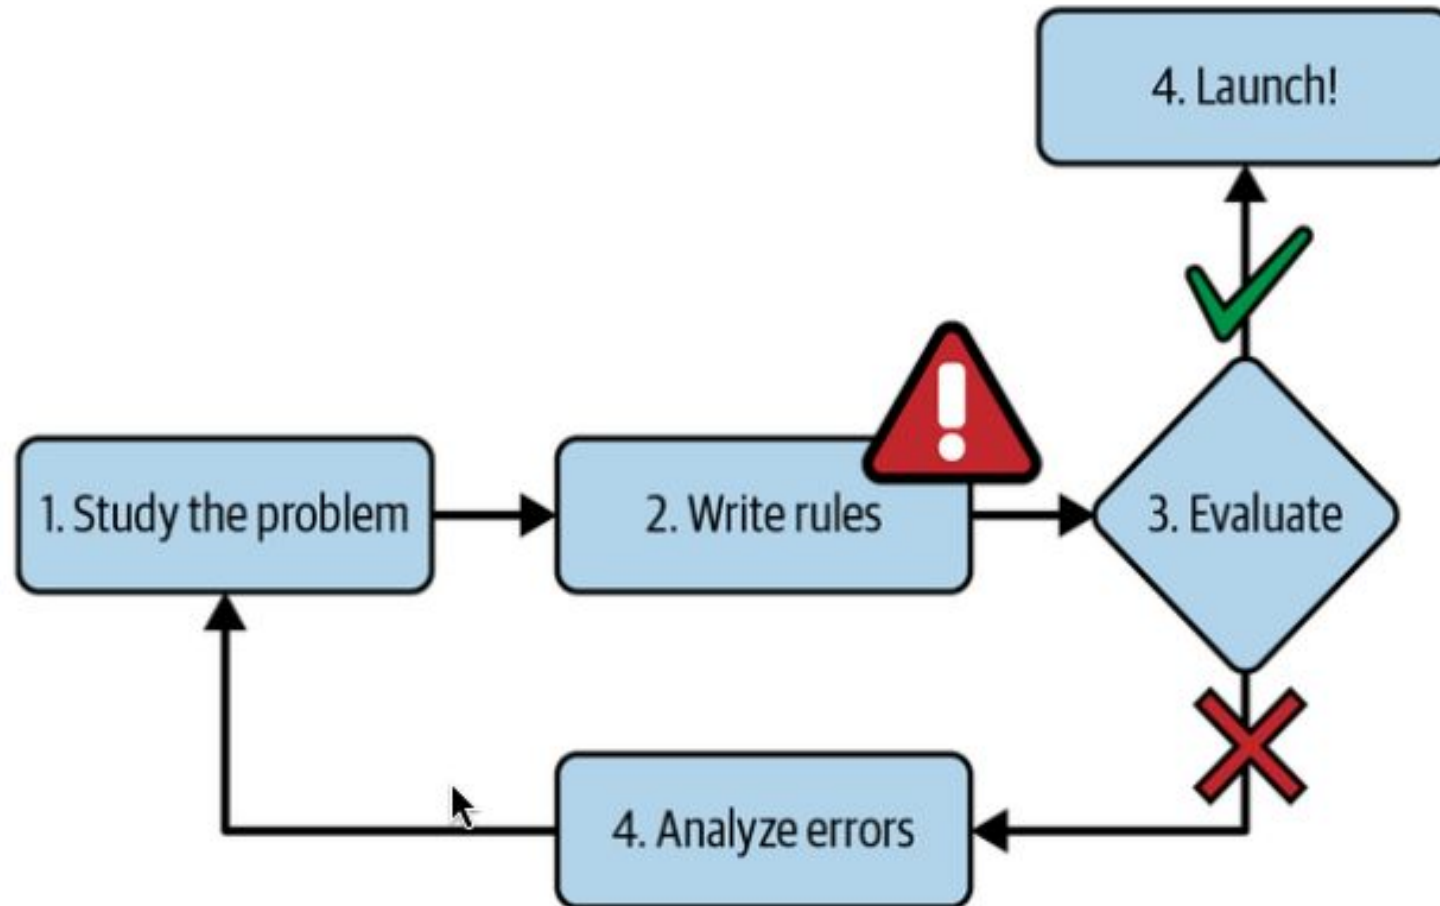 4. Launch!
1. Study the problem
2. Write rules
3. Evaluate
4. Analyze errors